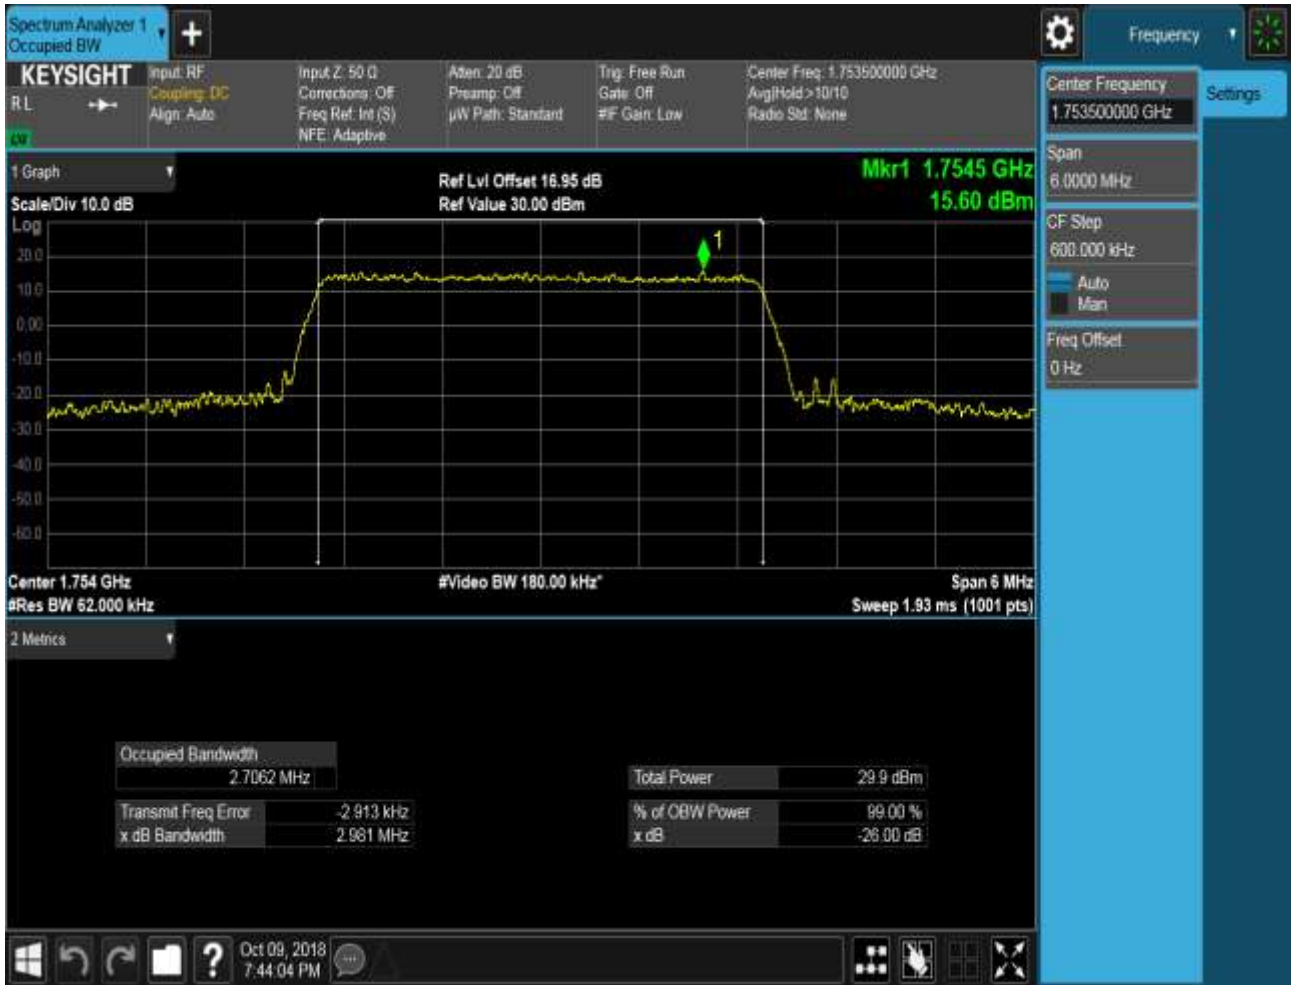 Spectrum Analyzer 1
Occupied BW
+
Frequency
KEYSIGHT
R L
LXI
Input: RF
Coupling: DC
Align: Auto
Input Z: 50 Ω
Corrections: Off
Freq Ref: Int (S)
NFE: Adaptive
Atten: 20 dB
Preamp: Off
µW Path: Standard
Trig: Free Run
Gate: Off
#IF Gain: Low
Center Freq: 1.753500000 GHz
Avg|Hold:>10/10
Radio Std: None
Center Frequency
1.753500000 GHz
Settings
Span
6.0000 MHz
CF Step
600.000 kHz
Auto
Man
Freq Offset
0 Hz
1 Graph
Scale/Div 10.0 dB
Ref Lvl Offset 16.95 dB
Ref Value 30.00 dBm
Mkr1 1.7545 GHz
15.60 dBm
Log
20.0
10.0
0.00
-10.0
-20.0
-30.0
-40.0
-50.0
-60.0
1
Center 1.754 GHz
#Res BW 62.000 kHz
#Video BW 180.00 kHz*
Span 6 MHz
Sweep 1.93 ms (1001 pts)
2 Metrics
Occupied Bandwidth
2.7062 MHz
Transmit Freq Error -2.913 kHz
x dB Bandwidth 2.981 MHz
Total Power 29.9 dBm
% of OBW Power 99.00 %
x dB -26.00 dB
?
Oct 09, 2018
7:44:04 PM